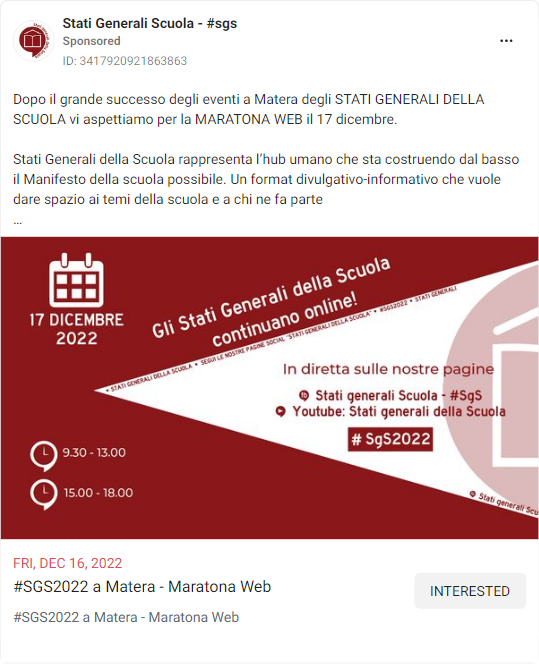 Stati Generali Scuola - #sgs
Sponsored
ID: 3417920921863863
Dopo il grande successo degli eventi a Matera degli STATI GENERALI DELLA
SCUOLA vi aspettiamo per la MARATONA WEB il 17 dicembre.
Stati Generali della Scuola rappresenta l'hub umano che sta costruendo dal basso
il Manifesto della scuola possibile. Un format divulgativo-informativo che vuole
dare spazio ai temi della scuola e a chi ne fa parte
...
17 DICEMBRE
2022
Gli Stati Generali della Scuola
continuano online!
• STATI GENERALI DELLA SCUOLA • SEGUI LE NOSTRE PAGINE SOCIAL "STATI GENERALI DELLA SCUOLA" • #SGS2022 • STATI GENERALI
In diretta sulle nostre pagine
Stati generali Scuola - #SgS
Youtube: Stati generali della Scuola
# SgS2022
9.30 - 13.00
15.00 - 18.00
Stati generali Scu
FRI, DEC 16, 2022
#SGS2022 a Matera - Maratona Web
INTERESTED
#SGS2022 a Matera - Maratona Web